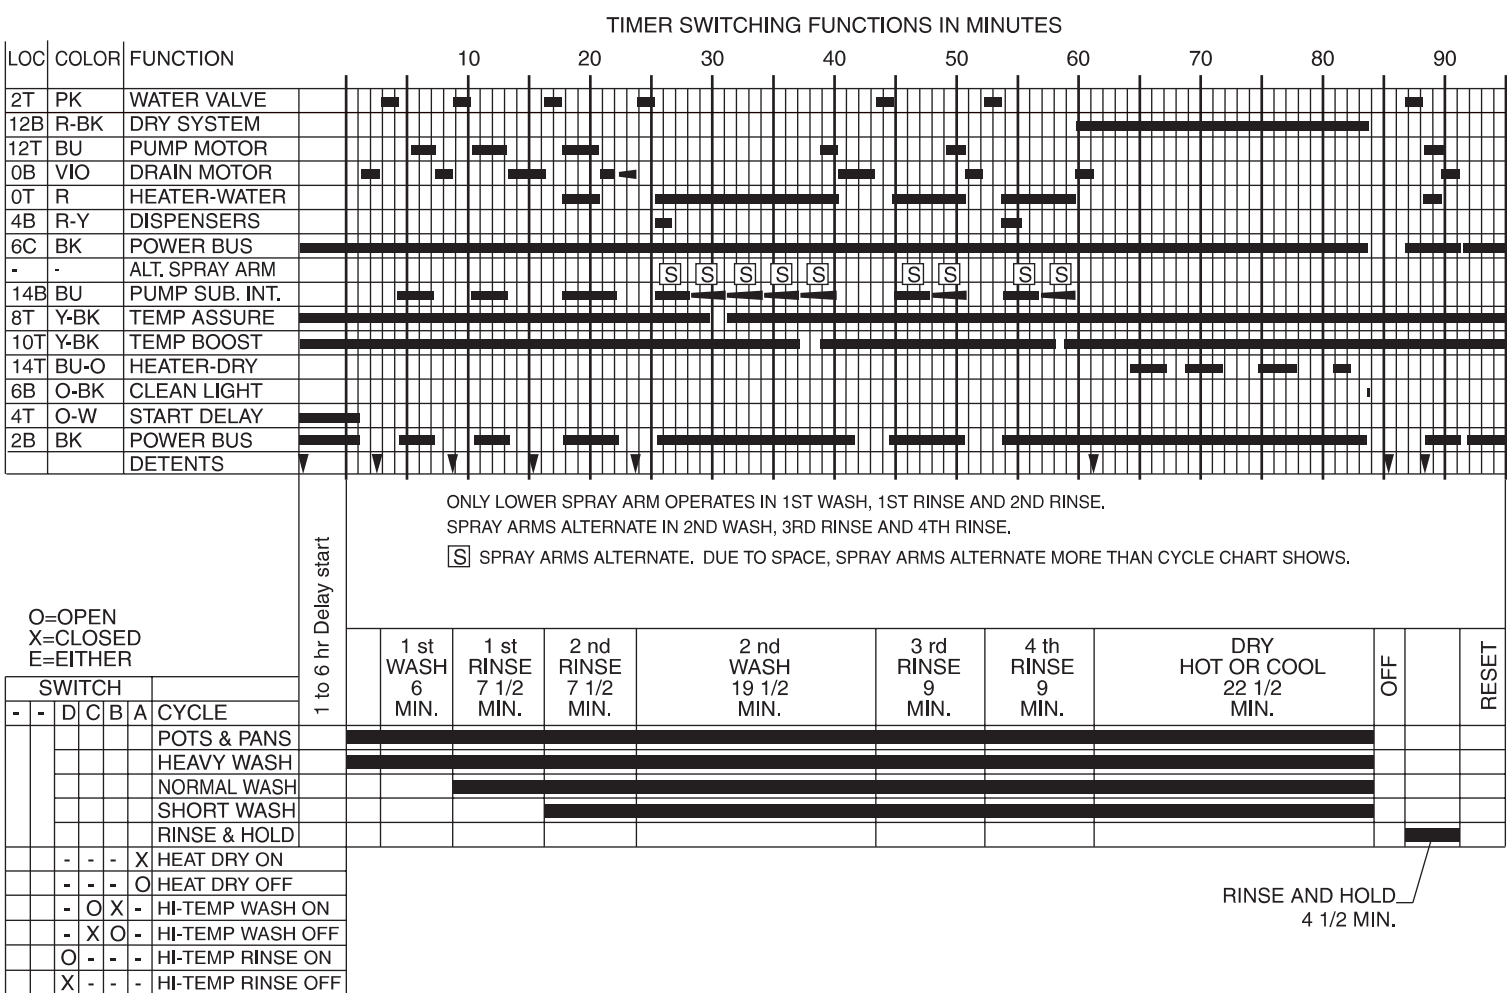 TIMER SWITCHING FUNCTIONS IN MINUTES
LOC COLOR FUNCTION 10 20 30 40 50 60 70 80 90
2T PK WATER VALVE
12B R-BK DRY SYSTEM
12T BU PUMP MOTOR
0B VIO DRAIN MOTOR
0T R HEATER-WATER
4B R-Y DISPENSERS
6C BK POWER BUS
- - ALT. SPRAY ARM S S S S S S S S S
14B BU PUMP SUB. INT.
8T Y-BK TEMP ASSURE
10T Y-BK TEMP BOOST
14T BU-O HEATER-DRY
6B O-BK CLEAN LIGHT
4T O-W START DELAY
2B BK POWER BUS
DETENTS
ONLY LOWER SPRAY ARM OPERATES IN 1ST WASH, 1ST RINSE AND 2ND RINSE.
SPRAY ARMS ALTERNATE IN 2ND WASH, 3RD RINSE AND 4TH RINSE.
S SPRAY ARMS ALTERNATE. DUE TO SPACE, SPRAY ARMS ALTERNATE MORE THAN CYCLE CHART SHOWS.
O=OPEN
X=CLOSED
E=EITHER
SWITCH
- - D C B A CYCLE
1 to 6 hr Delay start
1 st
WASH
6
MIN.
1 st
RINSE
7 1/2
MIN.
2 nd
RINSE
7 1/2
MIN.
2 nd
WASH
19 1/2
MIN.
3 rd
RINSE
9
MIN.
4 th
RINSE
9
MIN.
DRY
HOT OR COOL
22 1/2
MIN.
OFF
RESET
POTS & PANS
HEAVY WASH
NORMAL WASH
SHORT WASH
RINSE & HOLD
- - - X HEAT DRY ON
- - - O HEAT DRY OFF
- O X - HI-TEMP WASH ON
- X O - HI-TEMP WASH OFF
O - - - HI-TEMP RINSE ON
X - - - HI-TEMP RINSE OFF
RINSE AND HOLD
4 1/2 MIN.